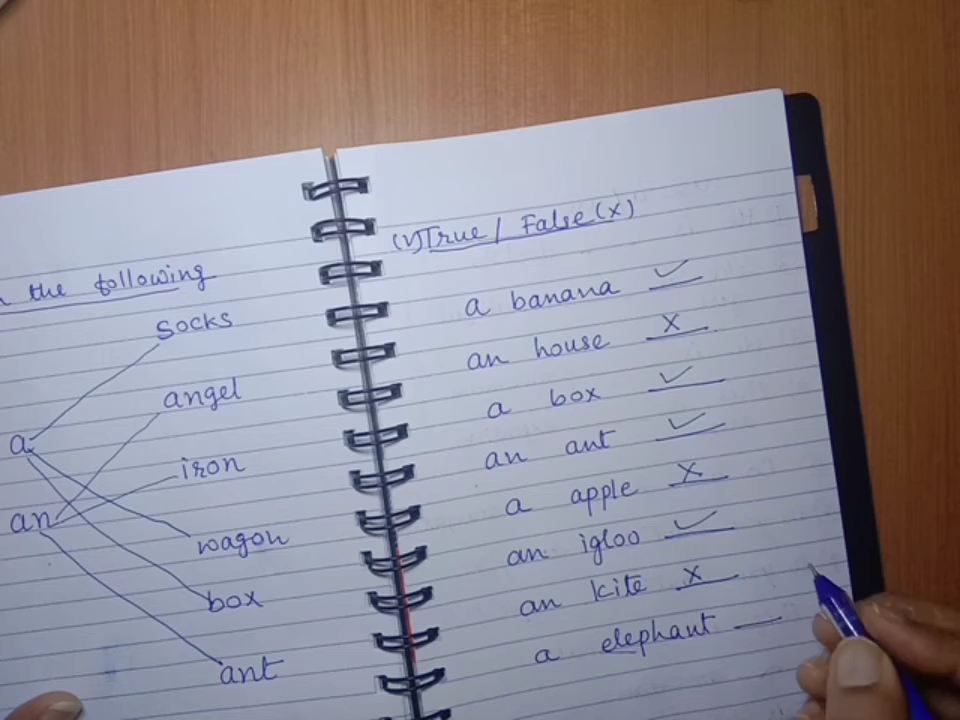 the following
socks
angel
a
iron
an
wagon
box
ant
(✓)True / False(x)
a banana ✓
an house x
a box ✓
an ant ✓
a apple x
an igloo ✓
an kite x
a elephant